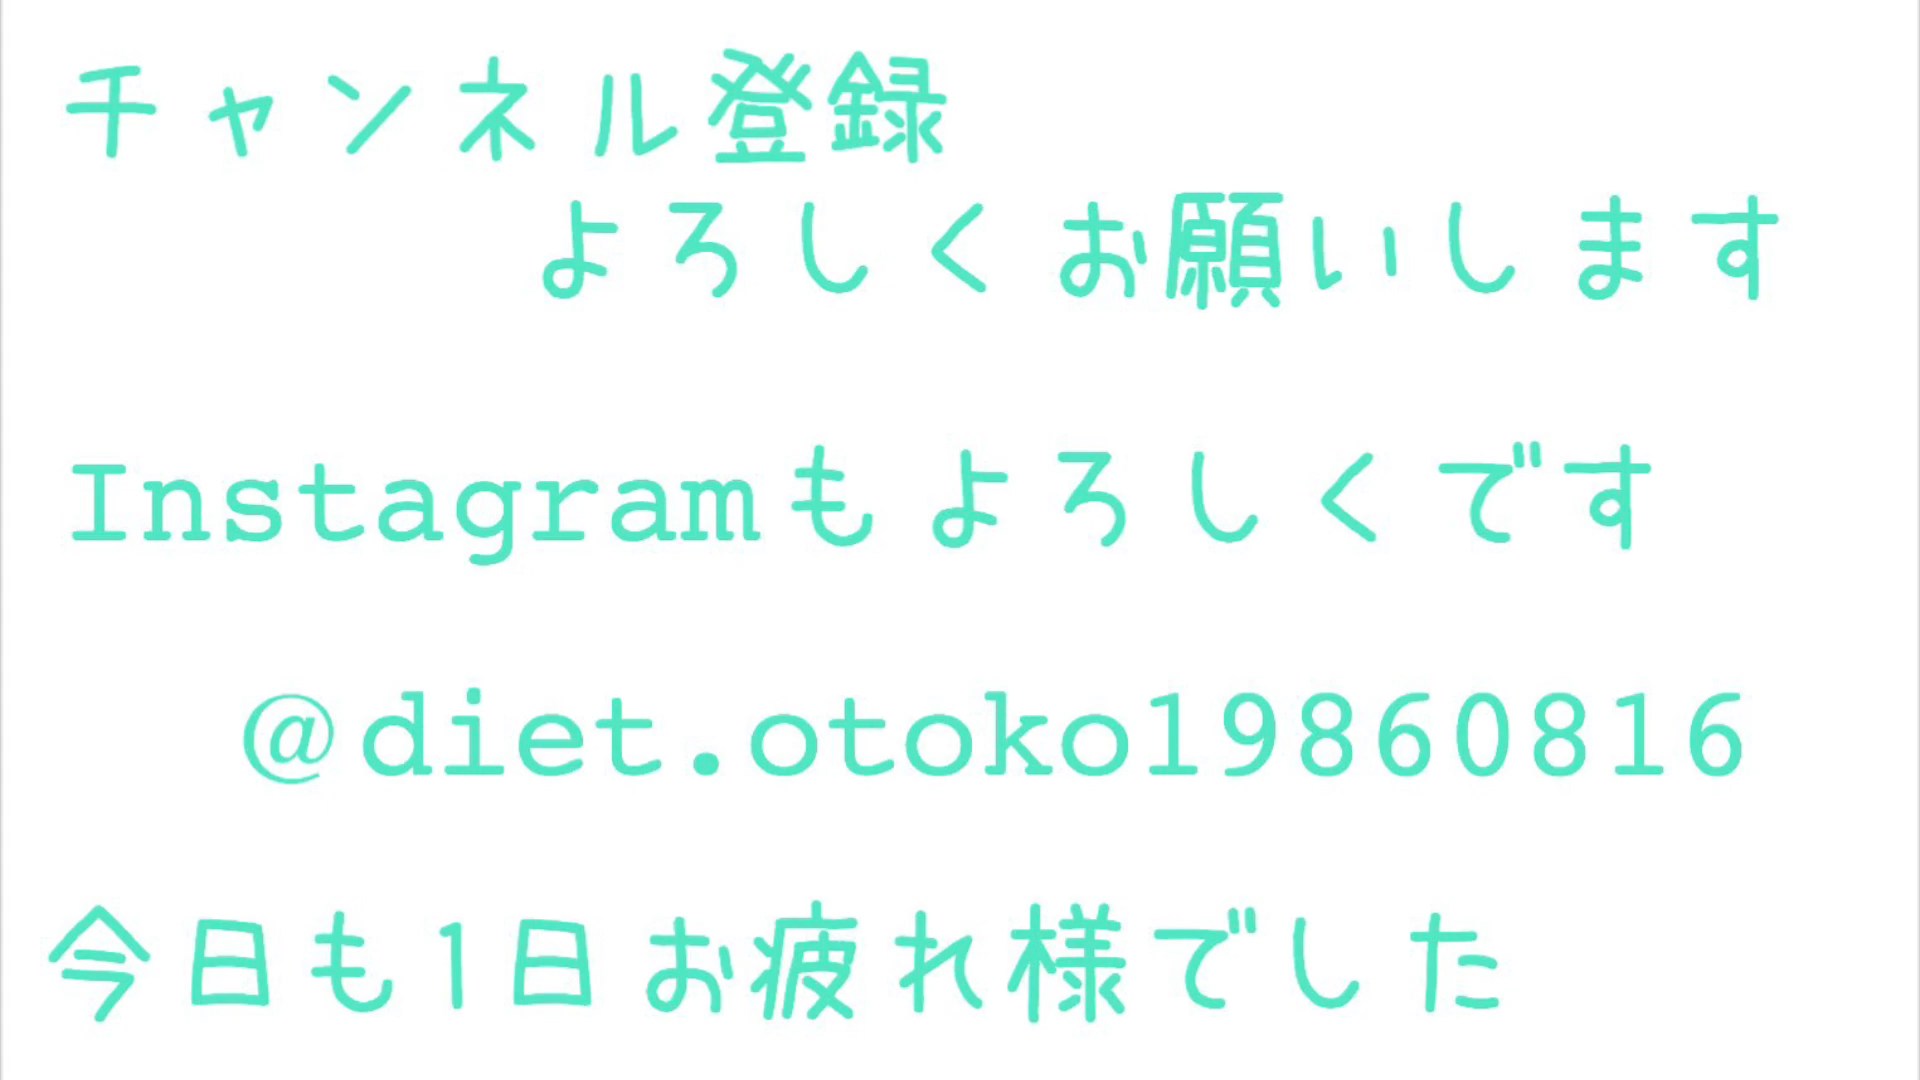 チャンネル登録
よろしくお願いします
Instagramもよろしくです
@diet.otoko19860816
今日も1日お疲れ様でした